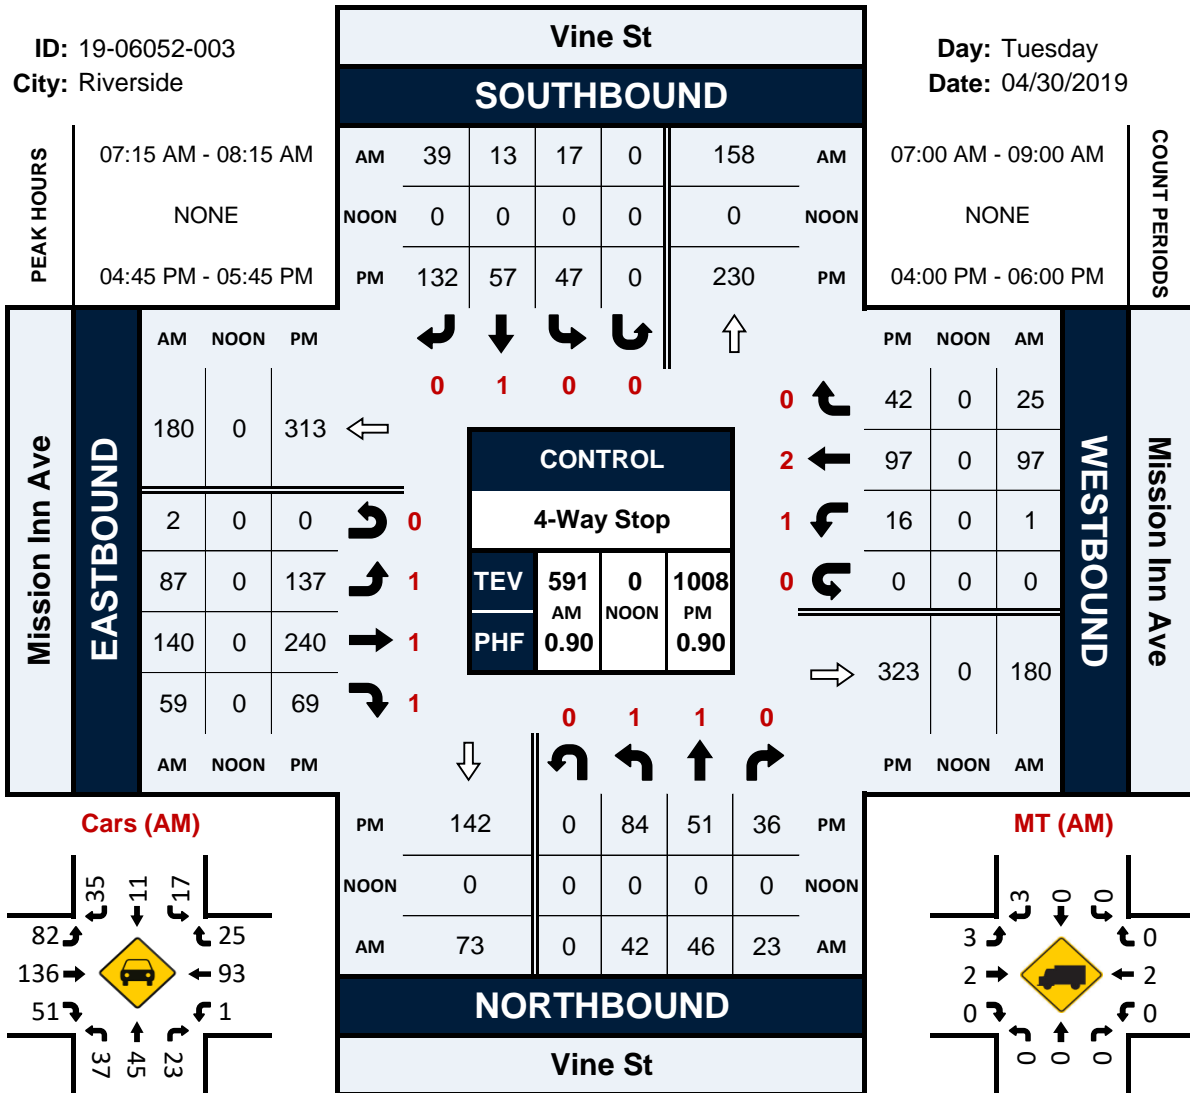 Vine St
ID: 19-06052-003
City: Riverside
Day: Tuesday
Date: 04/30/2019
SOUTHBOUND
PEAK HOURS
07:15 AM - 08:15 AM
NONE
04:45 PM - 05:45 PM
AM 39 13 17 0 158 AM
NOON 0 0 0 0 0 NOON
PM 132 57 47 0 230 PM
07:00 AM - 09:00 AM
NONE
04:00 PM - 06:00 PM
COUNT PERIODS
0 1 0 0
Mission Inn Ave
EASTBOUND
AM NOON PM
180 0 313
2 0 0 0
87 0 137 1
140 0 240 1
59 0 69 1
AM NOON PM
CONTROL
4-Way Stop
TEV 591 0 1008
AM NOON PM
PHF 0.90 0.90
PM NOON AM
0 42 0 25
2 97 0 97
1 16 0 1
0 0 0 0
323 0 180
PM NOON AM
WESTBOUND
Mission Inn Ave
0 1 1 0
PM 142 0 84 51 36 PM
NOON 0 0 0 0 0 NOON
AM 73 0 42 46 23 AM
NORTHBOUND
Vine St
Cars (AM)
35 11 17
82 25
136 93
51 1
37 45 23
MT (AM)
3 0 0
3 0
2 2
0 0
0 0 0